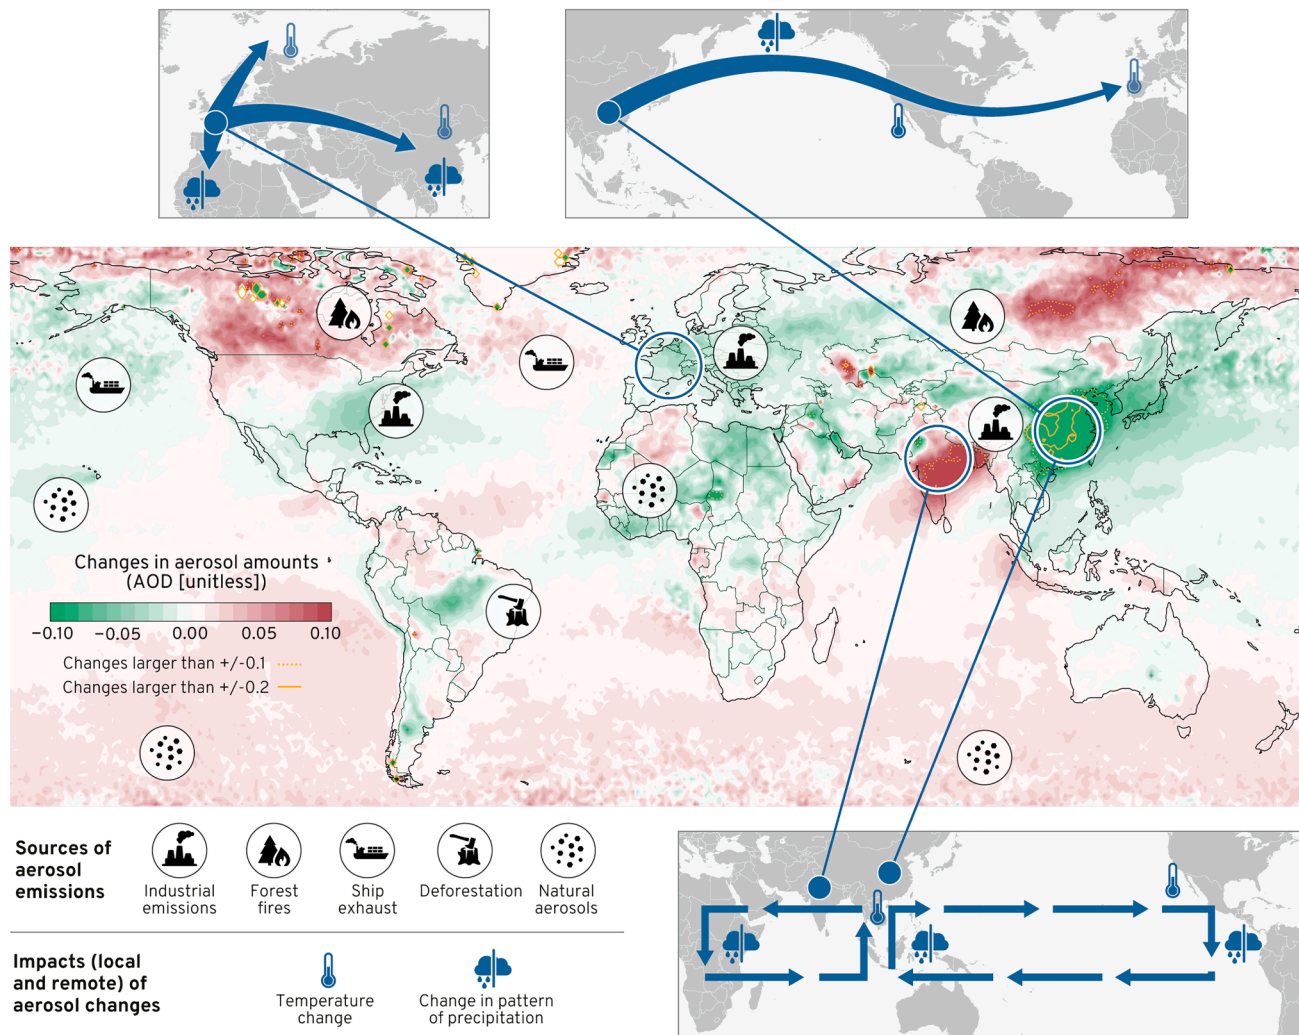 Changes in aerosol amounts
(AOD [unitless])
−0.10 −0.05 0.00 0.05 0.10
Changes larger than +/-0.1
Changes larger than +/-0.2
Sources of
aerosol
emissions
Industrial
emissions
Forest
fires
Ship
exhaust
Deforestation
Natural
aerosols
Impacts (local
and remote) of
aerosol changes
Temperature
change
Change in pattern
of precipitation